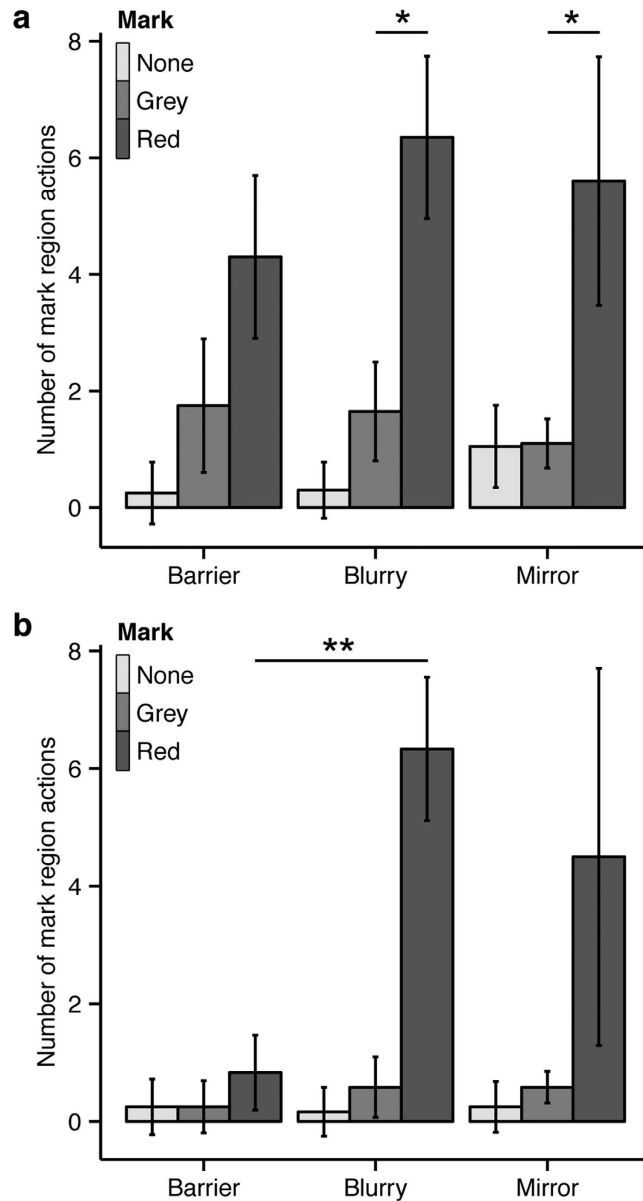 a
Mark
None
Grey
Red
* *
Number of mark region actions
8
6
4
2
0
Barrier Blurry Mirror
b
Mark
None
Grey
Red
**
Number of mark region actions
8
6
4
2
0
Barrier Blurry Mirror